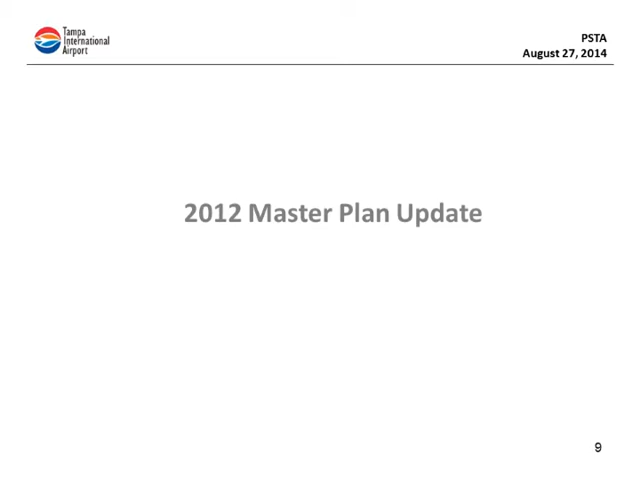 Tampa
International
Airport
PSTA
August 27, 2014
2012 Master Plan Update
9